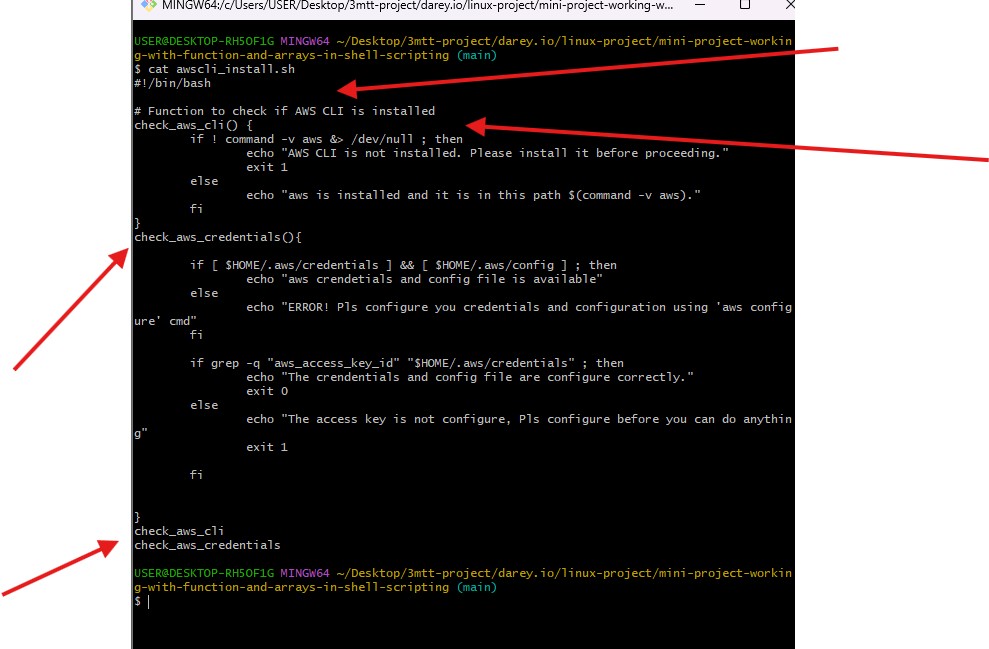 MINGW64:/c/Users/USER/Desktop/3mtt-project/darey.io/linux-project/mini-project-working-w...
USER@DESKTOP-RH5OF1G MINGW64 ~/Desktop/3mtt-project/darey.io/linux-project/mini-project-workin
g-with-function-and-arrays-in-shell-scripting (main)
$ cat awscli_install.sh
#!/bin/bash
# Function to check if AWS CLI is installed
check_aws_cli() {
if ! command -v aws &> /dev/null ; then
echo "AWS CLI is not installed. Please install it before proceeding."
exit 1
else
echo "aws is installed and it is in this path $(command -v aws)."
fi
}
check_aws_credentials(){
if [ $HOME/.aws/credentials ] && [ $HOME/.aws/config ] ; then
echo "aws crendetials and config file is available"
else
echo "ERROR! Pls configure you credentials and configuration using 'aws config
ure' cmd"
fi
if grep -q "aws_access_key_id" "$HOME/.aws/credentials" ; then
echo "The crendentials and config file are configure correctly."
exit 0
else
echo "The access key is not configure, Pls configure before you can do anythin
g"
exit 1
fi
}
check_aws_cli
check_aws_credentials
USER@DESKTOP-RH5OF1G MINGW64 ~/Desktop/3mtt-project/darey.io/linux-project/mini-project-workin
g-with-function-and-arrays-in-shell-scripting (main)
$